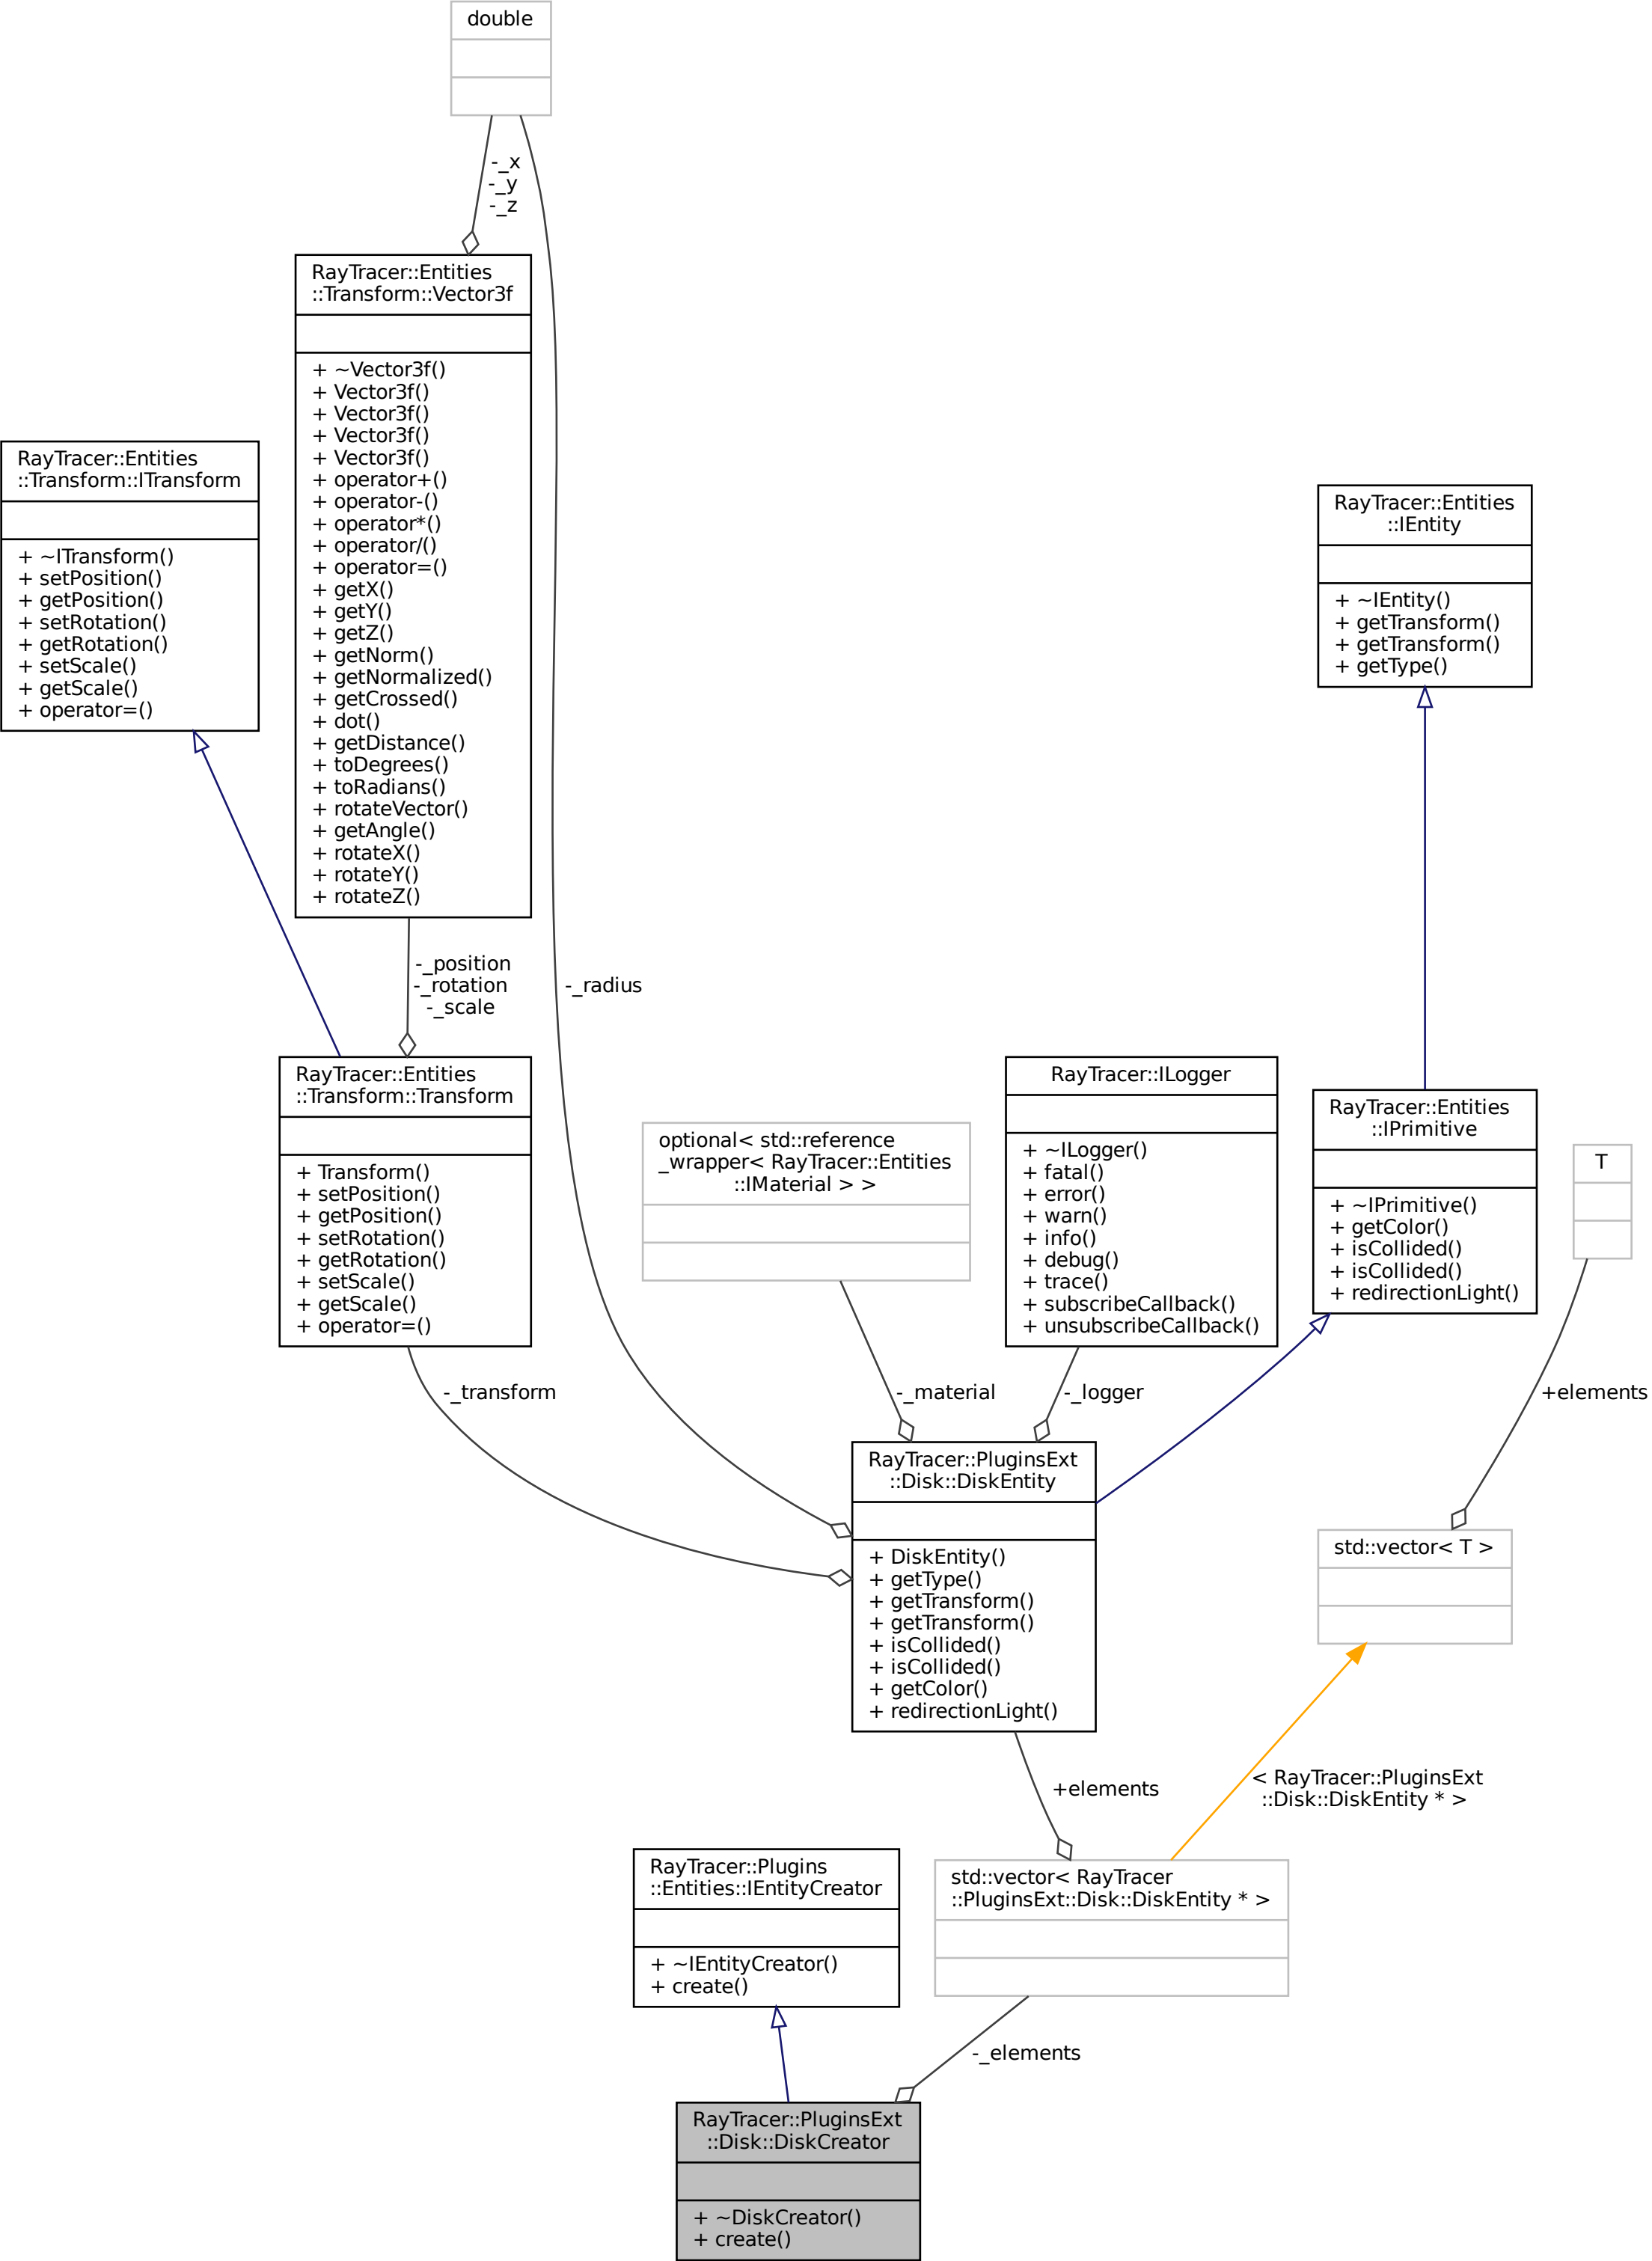 double
-_x
-_y
-_z
RayTracer::Entities
::Transform::Vector3f
+ ~Vector3f()
+ Vector3f()
+ Vector3f()
+ Vector3f()
+ Vector3f()
+ operator+()
+ operator-()
+ operator*()
+ operator/()
+ operator=()
+ getX()
+ getY()
+ getZ()
+ getNorm()
+ getNormalized()
+ getCrossed()
+ dot()
+ getDistance()
+ toDegrees()
+ toRadians()
+ rotateVector()
+ getAngle()
+ rotateX()
+ rotateY()
+ rotateZ()
RayTracer::Entities
::Transform::ITransform
+ ~ITransform()
+ setPosition()
+ getPosition()
+ setRotation()
+ getRotation()
+ setScale()
+ getScale()
+ operator=()
RayTracer::Entities
::IEntity
+ ~IEntity()
+ getTransform()
+ getTransform()
+ getType()
-_position
-_rotation
-_scale
-_radius
RayTracer::Entities
::Transform::Transform
+ Transform()
+ setPosition()
+ getPosition()
+ setRotation()
+ getRotation()
+ setScale()
+ getScale()
+ operator=()
optional< std::reference
_wrapper< RayTracer::Entities
::IMaterial > >
RayTracer::ILogger
+ ~ILogger()
+ fatal()
+ error()
+ warn()
+ info()
+ debug()
+ trace()
+ subscribeCallback()
+ unsubscribeCallback()
RayTracer::Entities
::IPrimitive
+ ~IPrimitive()
+ getColor()
+ isCollided()
+ isCollided()
+ redirectionLight()
T
-_transform
-_material
-_logger
+elements
RayTracer::PluginsExt
::Disk::DiskEntity
+ DiskEntity()
+ getType()
+ getTransform()
+ getTransform()
+ isCollided()
+ isCollided()
+ getColor()
+ redirectionLight()
std::vector< T >
+elements
< RayTracer::PluginsExt
::Disk::DiskEntity * >
RayTracer::Plugins
::Entities::IEntityCreator
+ ~IEntityCreator()
+ create()
std::vector< RayTracer
::PluginsExt::Disk::DiskEntity * >
-_elements
RayTracer::PluginsExt
::Disk::DiskCreator
+ ~DiskCreator()
+ create()